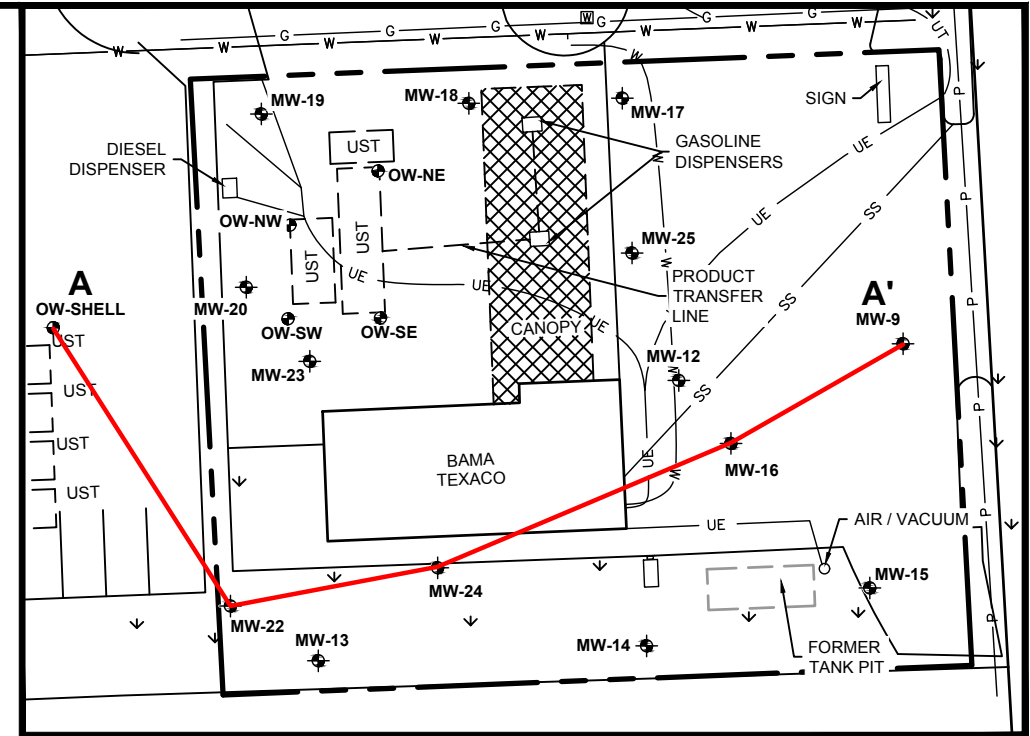 G
G
G
G
W
G
W
W
W
W
W
W
UT
MW-19
MW-18
MW-17
SIGN
P
DIESEL
DISPENSER
UST
GASOLINE
DISPENSERS
UE
W
OW-NE
P
OW-NW
UE
SS
UST
UST
MW-25
W
UE
UE
PRODUCT
TRANSFER
LINE
A
OW-SHELL
MW-20
SS
P
A'
MW-9
OW-SW
OW-SE
CANOPY
UE
UST
W
MW-23
MW-12
UST
SS
P
UST
BAMA
TEXACO
UE
W
MW-16
UST
UE
AIR / VACUUM
P
MW-24
MW-15
MW-22
MW-13
MW-14
P
FORMER
TANK PIT